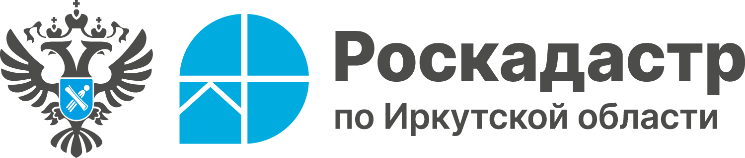 Роскадастр
по Иркутской области